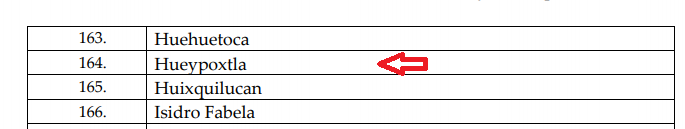 163. Huehuetoca
164. Hueypoxtla
165. Huixquilucan
166. Isidro Fabela